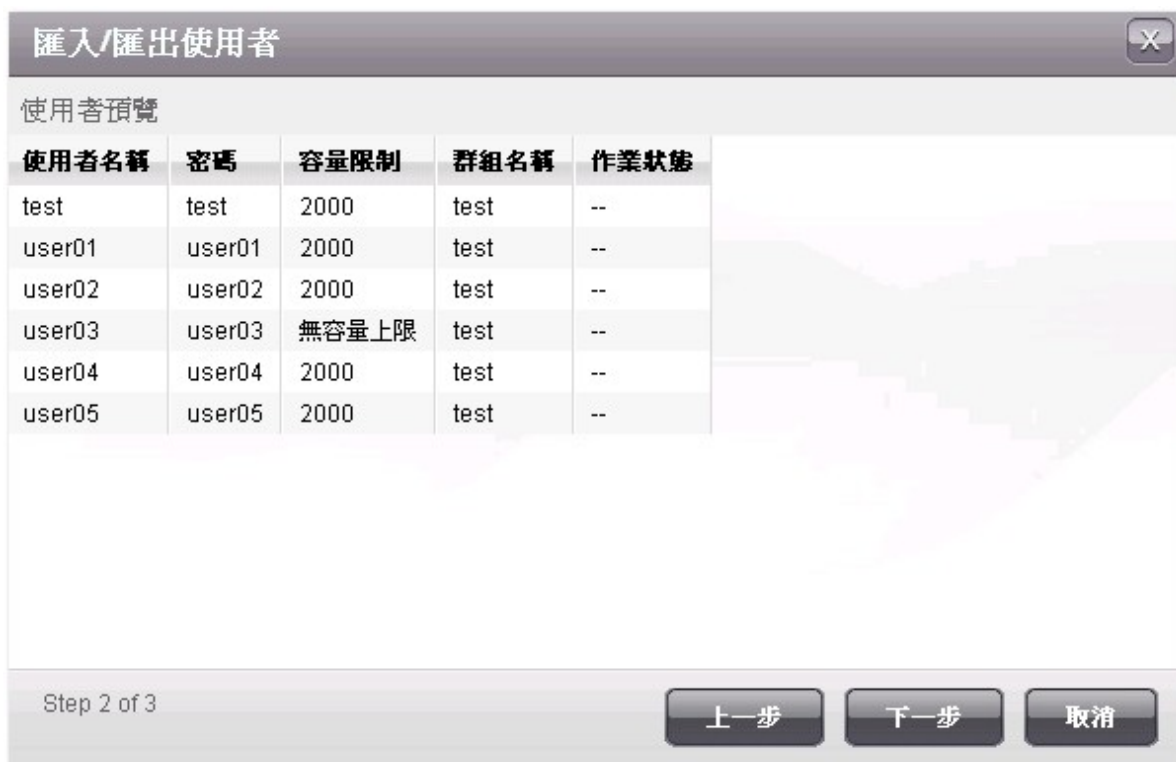 匯入/匯出使用者
X
使用者預覽
使用者名稱 密碼 容量限制 群組名稱 作業狀態
test test 2000 test --
user01 user01 2000 test --
user02 user02 2000 test --
user03 user03 無容量上限 test --
user04 user04 2000 test --
user05 user05 2000 test --
Step 2 of 3
上一步 下一步 取消